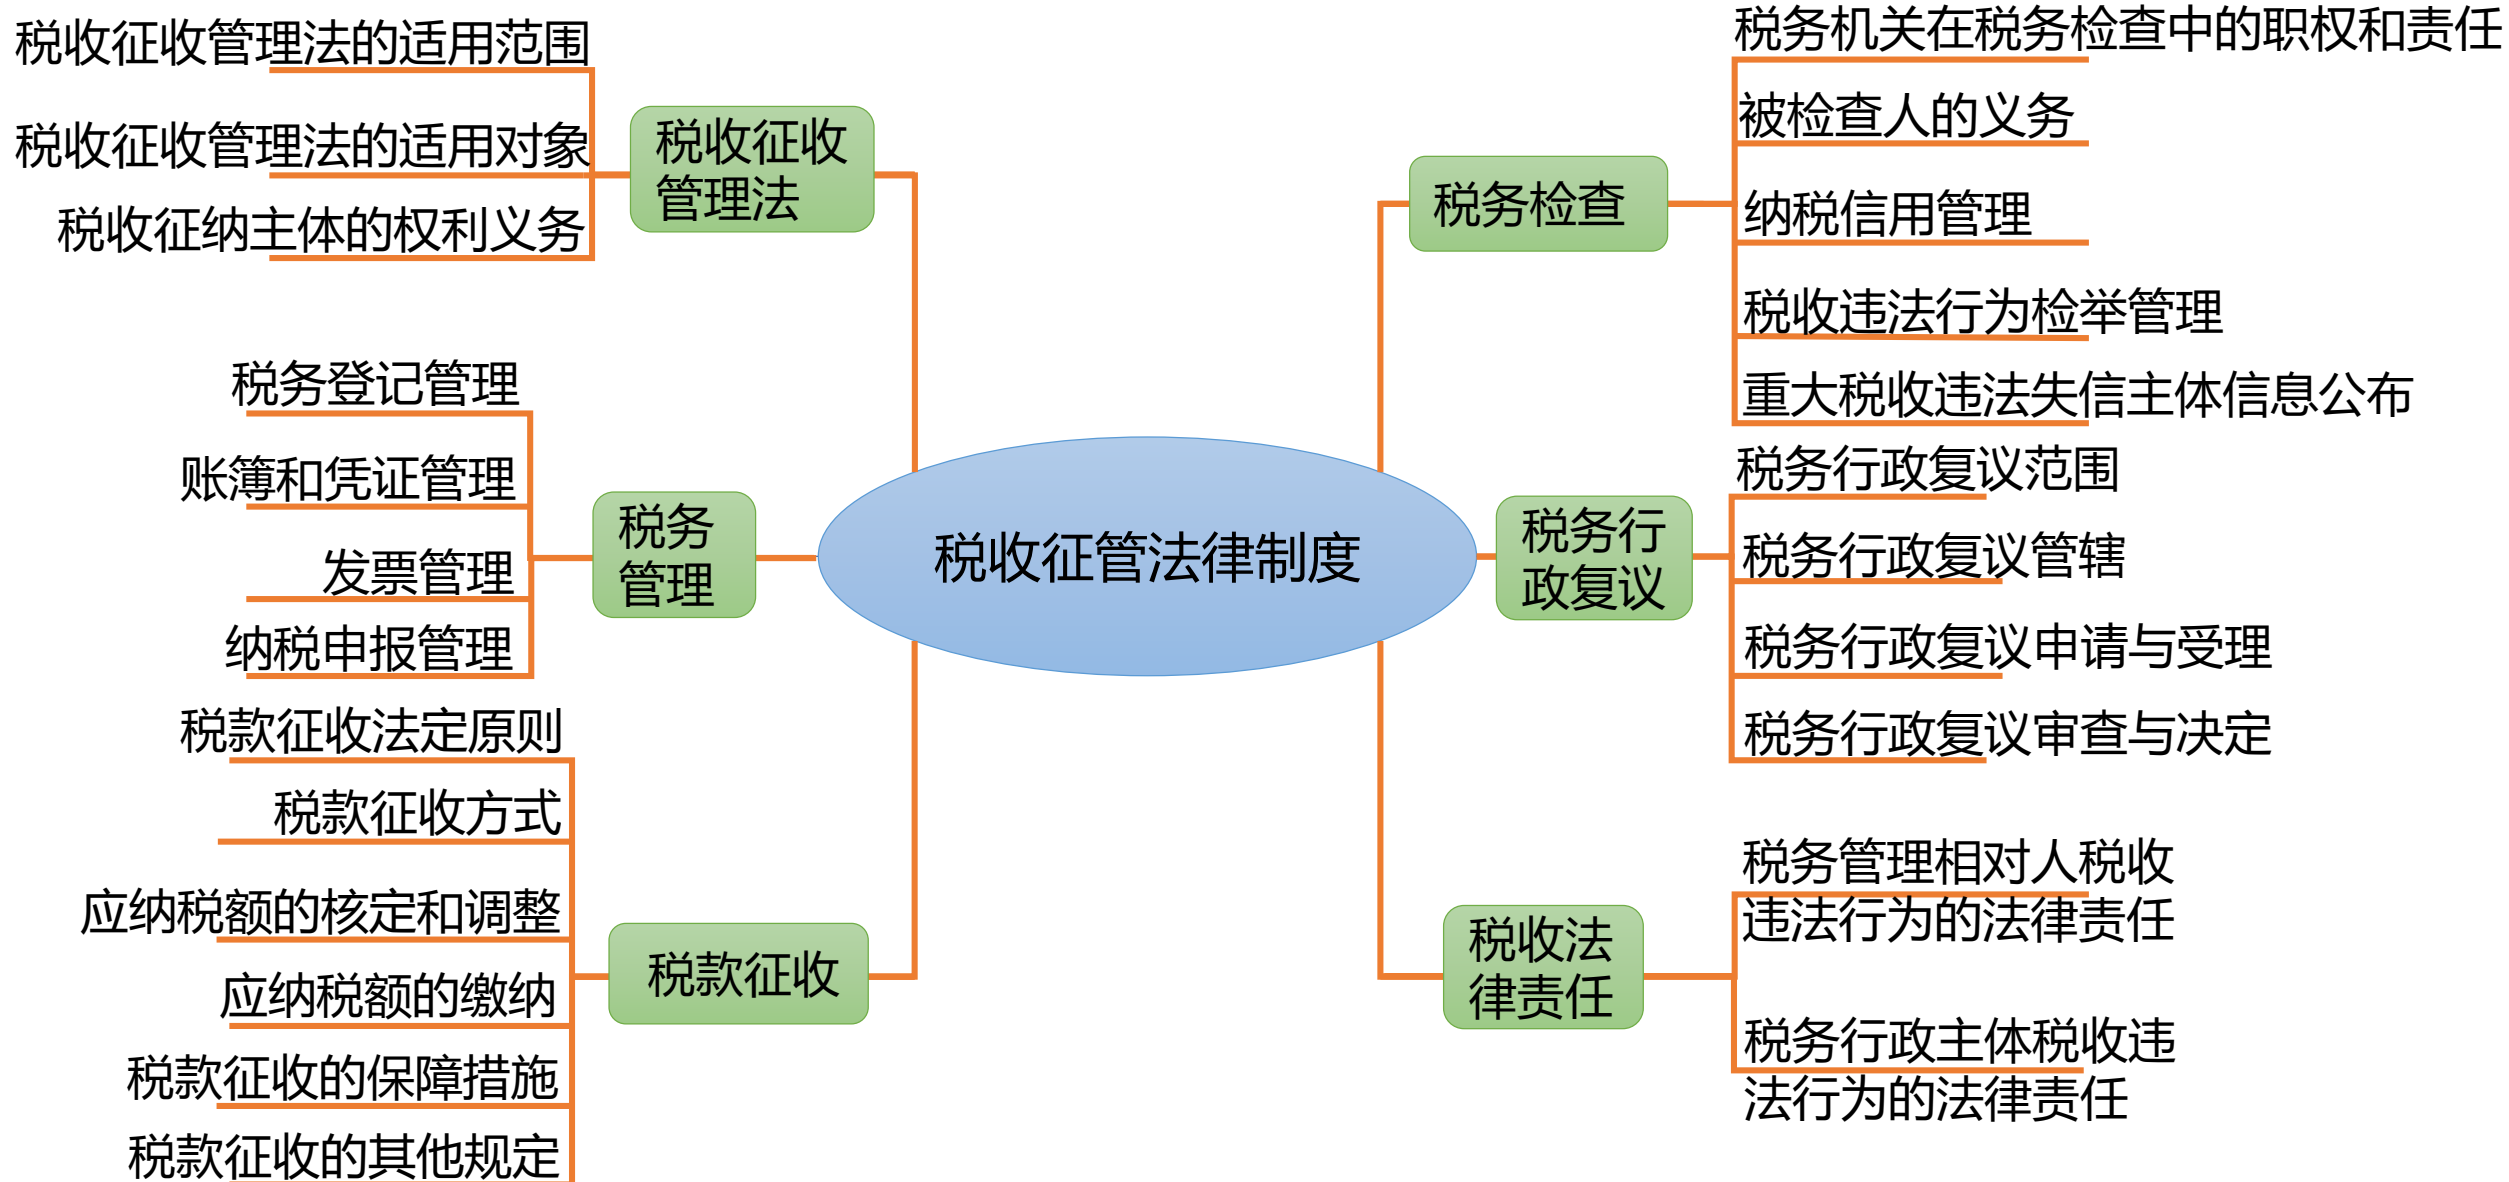 税收征收管理法的适用范围
税收征收管理法的适用对象
税收征纳主体的权利义务
税收征收
管理法
税务登记管理
账簿和凭证管理
发票管理
纳税申报管理
税务
管理
税款征收法定原则
税款征收方式
应纳税额的核定和调整
应纳税额的缴纳
税款征收的保障措施
税款征收的其他规定
税款征收
税收征管法律制度
税务检查
税务机关在税务检查中的职权和责任
被检查人的义务
纳税信用管理
税收违法行为检举管理
重大税收违法失信主体信息公布
税务行
政复议
税务行政复议范围
税务行政复议管辖
税务行政复议申请与受理
税务行政复议审查与决定
税收法
律责任
税务管理相对人税收
违法行为的法律责任
税务行政主体税收违
法行为的法律责任